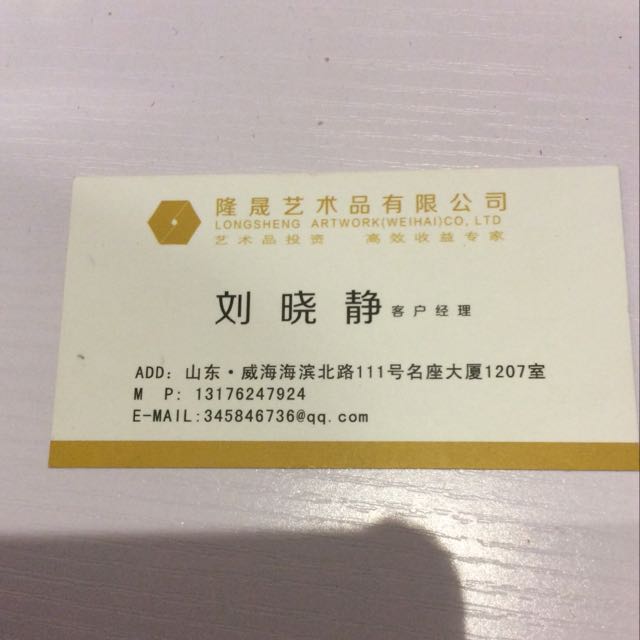 隆晟艺术品有限公司
LONGSHENG ARTWORK(WEIHAI)CO, LTD
艺术品投资 高效收益专家
刘晓静 客户经理
ADD: 山东·威海海滨北路111号名座大厦1207室
M P: 13176247924
E-MAIL:345846736@qq.com